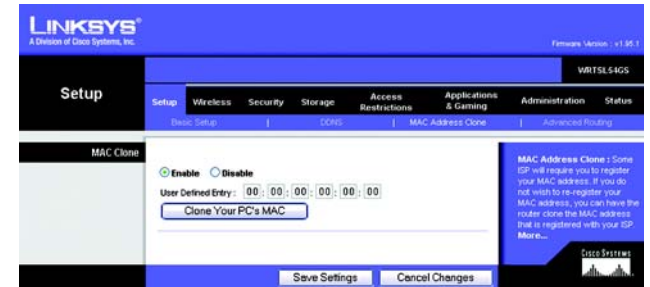 LINKSYS®
A Division of Cisco Systems, Inc.
Firmware Version : v1.95.1
WRTSL54GS
Setup
Setup Wireless Security Storage Access Restrictions Applications & Gaming Administration Status
Basic Setup | DDNS | MAC Address Clone | Advanced Routing
MAC Clone
Enable Disable
User Defined Entry : 00 : 00 : 00 : 00 : 00 : 00
Clone Your PC's MAC
MAC Address Clone : Some
ISP will require you to register
your MAC address. If you do
not wish to re-register your
MAC address, you can have the
router clone the MAC address
that is registered with your ISP.
More...
Save Settings Cancel Changes
CISCO SYSTEMS